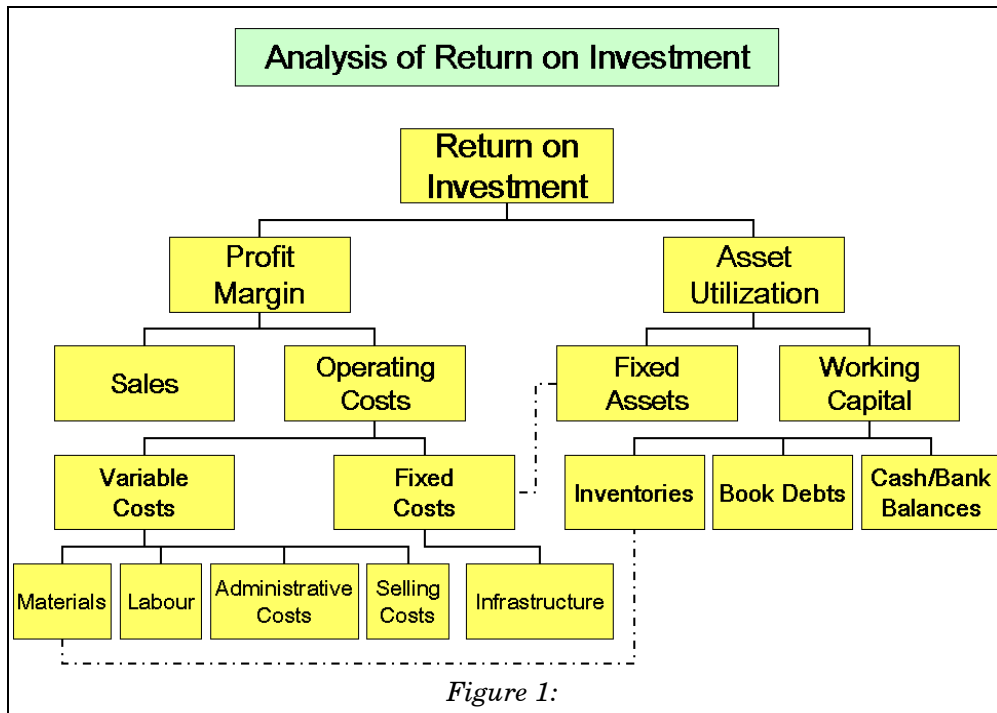 Analysis of Return on Investment
Return on
Investment
Profit
Margin
Asset
Utilization
Sales
Operating
Costs
Fixed
Assets
Working
Capital
Variable
Costs
Fixed
Costs
Inventories
Book Debts
Cash/Bank
Balances
Materials
Labour
Administrative
Costs
Selling
Costs
Infrastructure
Figure 1: